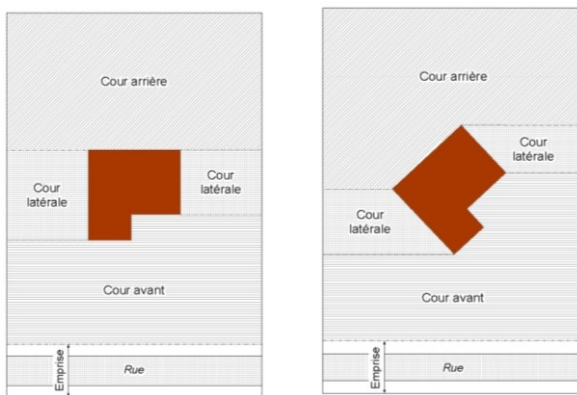 Cour arrière
Cour
latérale
Cour
latérale
Cour avant
Emprise
Rue
Cour arrière
Cour
latérale
Cour
latérale
Cour avant
Emprise
Rue